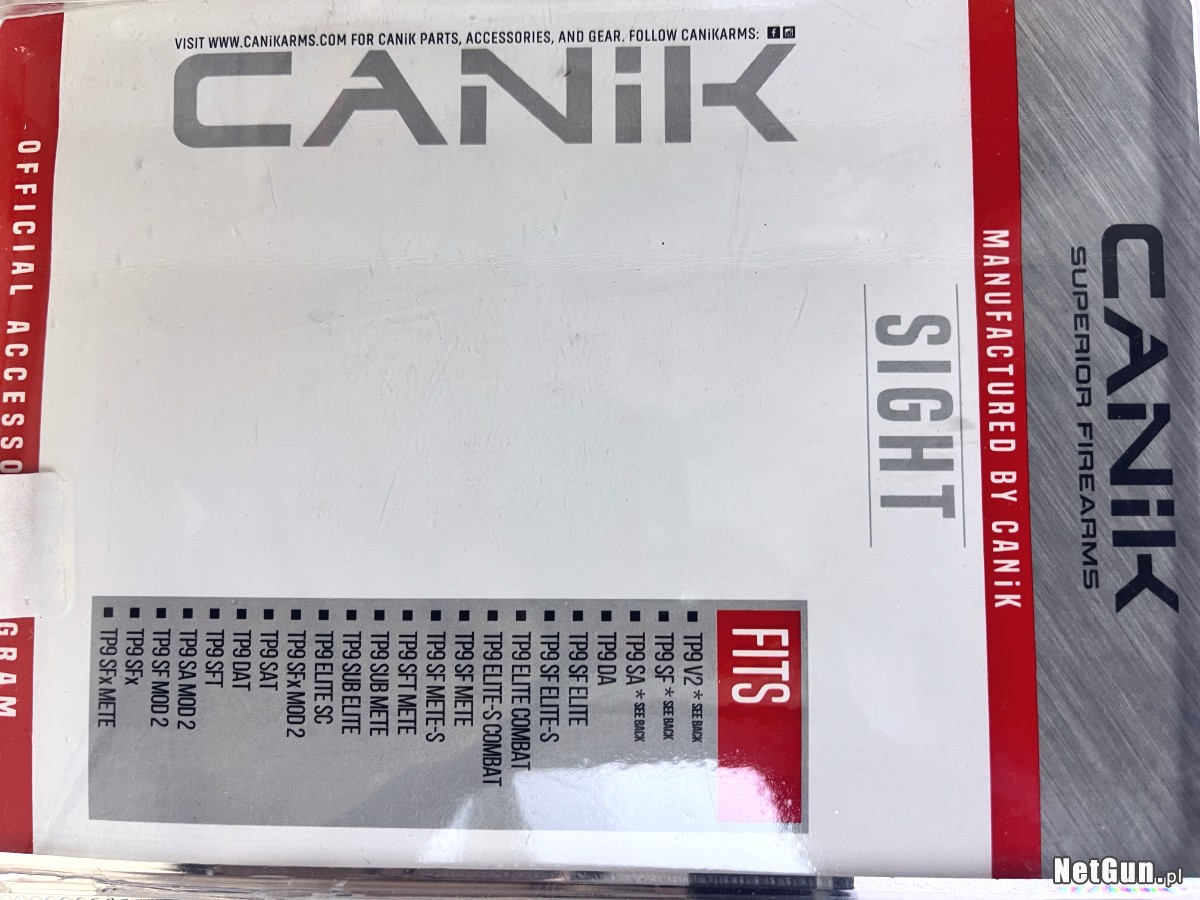 CANiK
SUPERIOR FIREARMS
MANUFACTURED BY CANiK
SIGHT
FITS
■ TP9 V2 * SEE BACK
■ TP9 SF * SEE BACK
■ TP9 SA * SEE BACK
■ TP9 DA
■ TP9 SF ELITE
■ TP9 SF ELITE-S
■ TP9 ELITE COMBAT
■ TP9 ELITE-S COMBAT
■ TP9 SF METE
■ TP9 SF METE-S
■ TP9 SFT METE
■ TP9 SUB METE
■ TP9 SUB ELITE
■ TP9 ELITE SC
■ TP9 SFx MOD 2
■ TP9 SAT
■ TP9 DAT
■ TP9 SFT
■ TP9 SA MOD 2
■ TP9 SF MOD 2
■ TP9 SFx
■ TP9 SFx METE
VISIT WWW.CANiKARMS.COM FOR CANiK PARTS, ACCESSORIES, AND GEAR. FOLLOW CANiKARMS:
CANiK
OFFICIAL ACCESSO GRAM
NetGun.pl